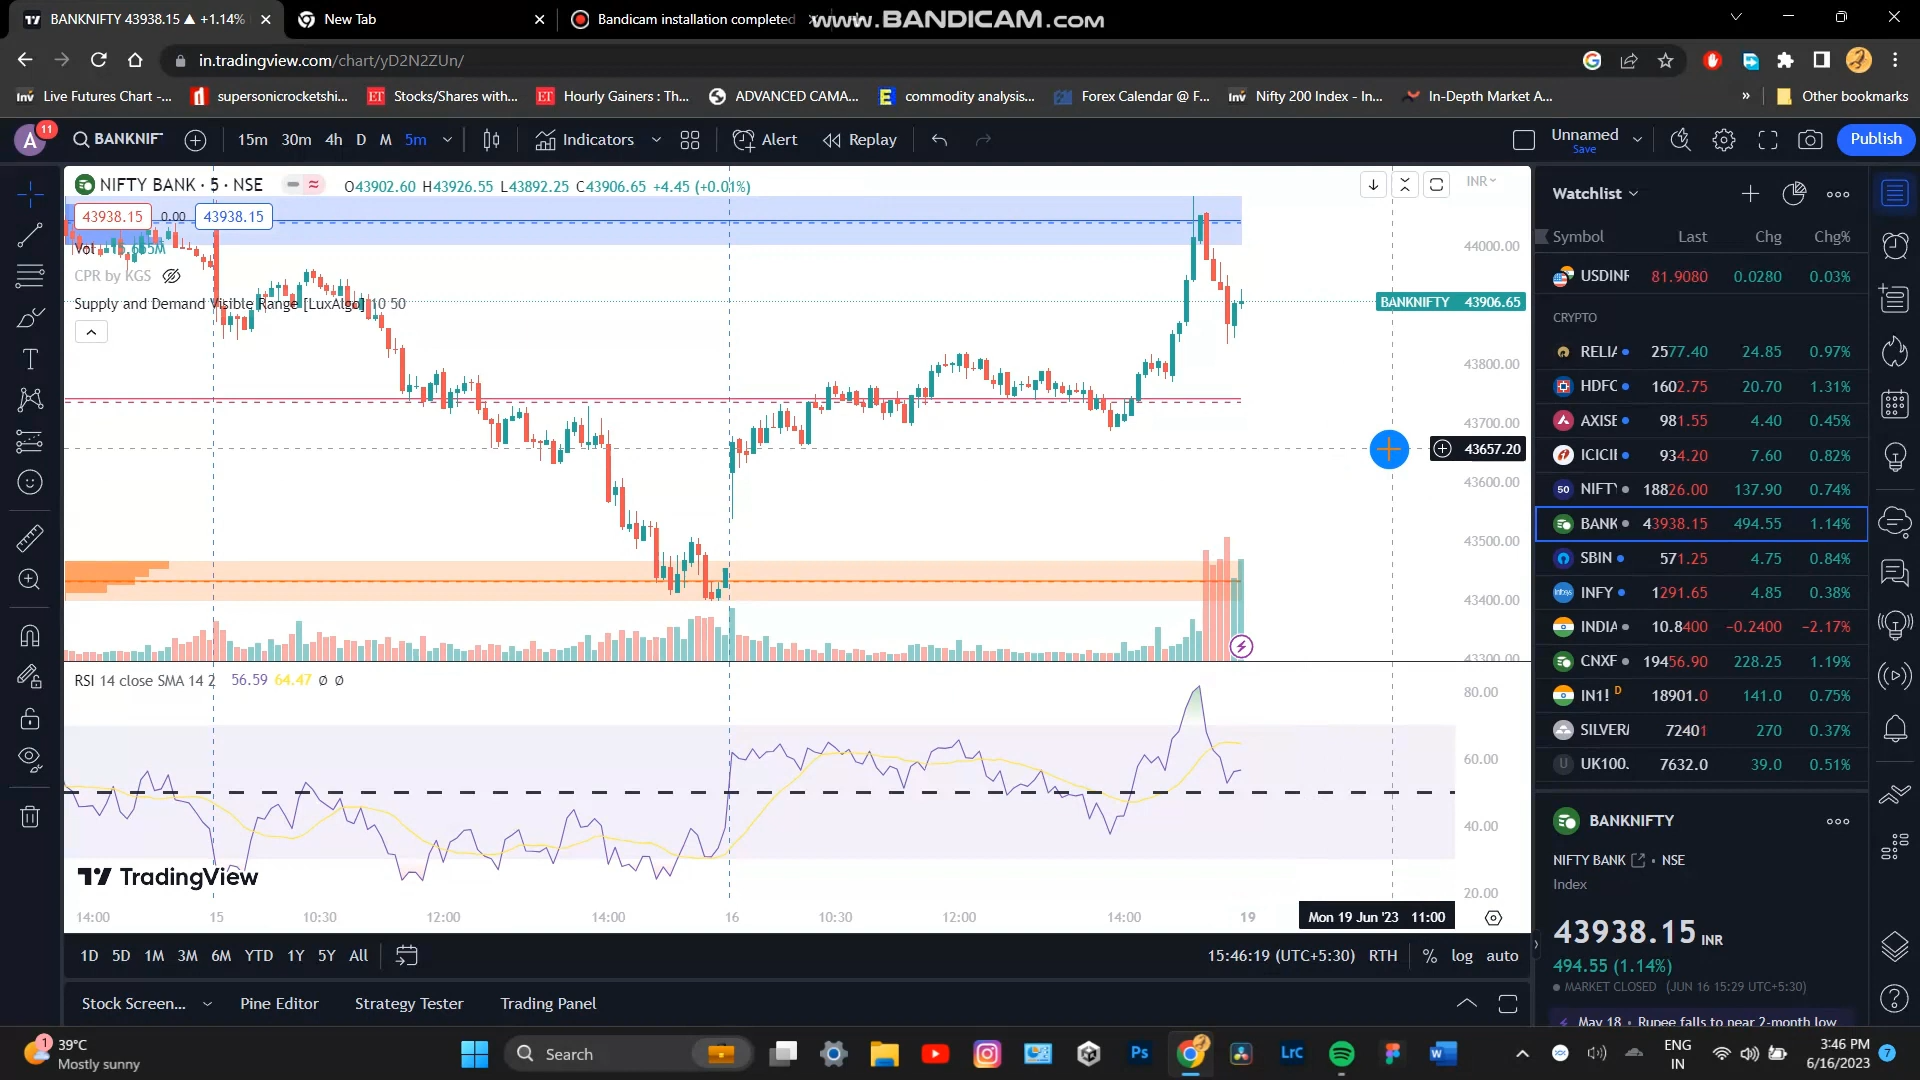 BANKNIFTY 43938.15 ▲ +1.14%
New Tab
Bandicam installation completed
www.BANDICAM.com
in.tradingview.com/chart/yD2N2ZUn/
Live Futures Chart -...
supersonicrocketshi...
Stocks/Shares with...
Hourly Gainers : Th...
ADVANCED CAMA...
commodity analysis...
Forex Calendar @ F...
Nifty 200 Index - In...
In-Depth Market A...
Other bookmarks
A 11
BANKNIF
15m 30m 4h D M 5m
Indicators
Alert
Replay
Unnamed
Save
Publish
NIFTY BANK · 5 · NSE O43902.60 H43926.55 L43892.25 C43906.65 +4.45 (+0.01%)
INR
43938.15 0.00 43938.15
Vol
CPR by KGS
Supply and Demand Visible Range [LuxAlgo] 10 50
44000.00
BANKNIFTY 43906.65
43800.00
43700.00
43657.20
43600.00
43500.00
43400.00
43300.00
RSI 14 close SMA 14 2 56.59 64.47 ø ø
80.00
60.00
40.00
20.00
TradingView
14:00 15 10:30 12:00 14:00 16 10:30 12:00 14:00 19
Mon 19 Jun '23 11:00
1D 5D 1M 3M 6M YTD 1Y 5Y All
15:46:19 (UTC+5:30) RTH % log auto
Stock Screen...
Pine Editor
Strategy Tester
Trading Panel
Watchlist
Symbol Last Chg Chg%
USDINR 81.9080 0.0280 0.03%
CRYPTO
RELIA 2577.40 24.85 0.97%
HDFC 1602.75 20.70 1.31%
AXISE 981.55 4.40 0.45%
ICICIE 934.20 7.60 0.82%
NIFTY 18826.00 137.90 0.74%
BANK 43938.15 494.55 1.14%
SBIN 571.25 4.75 0.84%
INFY 1291.65 4.85 0.38%
INDIA 10.8400 -0.2400 -2.17%
CNXF 19456.90 228.25 1.19%
IN1! D 18901.0 141.0 0.75%
SILVER 72401 270 0.37%
UK100. 7632.0 39.0 0.51%
BANKNIFTY
NIFTY BANK · NSE
Index
43938.15 INR
494.55 (1.14%)
MARKET CLOSED (JUN 16 15:29 UTC+5:30)
May 18 · Rupee falls to near 2-month low
39°C
Mostly sunny
Search
Ps
LrC
W
ENG
IN
3:46 PM
6/16/2023
7